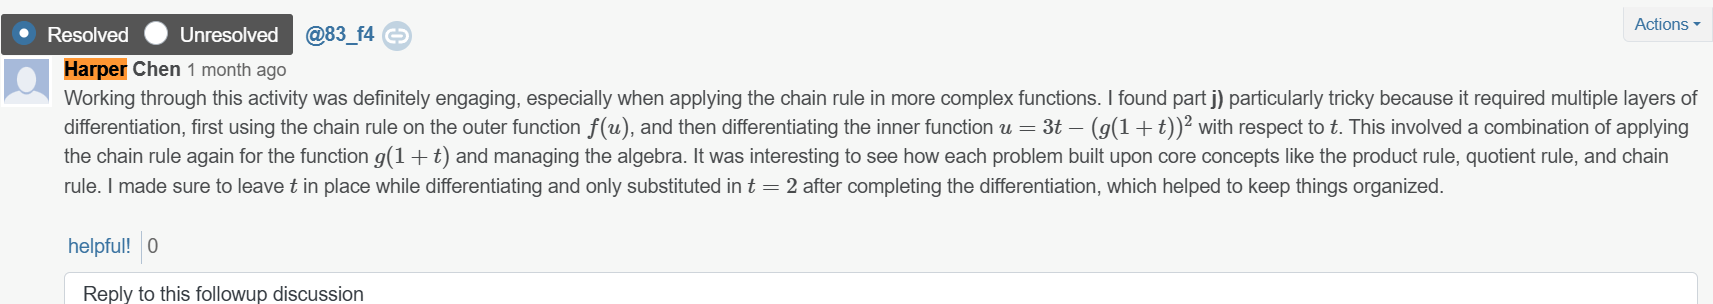 Resolved Unresolved @83_f4 Actions
Harper Chen 1 month ago
Working through this activity was definitely engaging, especially when applying the chain rule in more complex functions. I found part j) particularly tricky because it required multiple layers of
differentiation, first using the chain rule on the outer function f(u), and then differentiating the inner function u = 3t − (g(1 + t))² with respect to t. This involved a combination of applying
the chain rule again for the function g(1 + t) and managing the algebra. It was interesting to see how each problem built upon core concepts like the product rule, quotient rule, and chain
rule. I made sure to leave t in place while differentiating and only substituted in t = 2 after completing the differentiation, which helped to keep things organized.
helpful! 0
Reply to this followup discussion